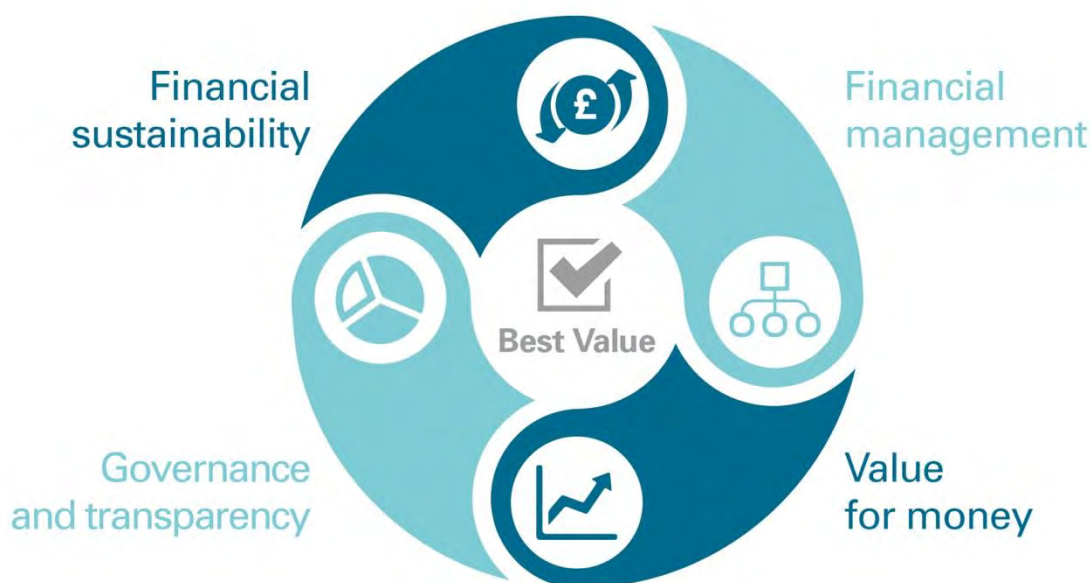 Financial
sustainability
Financial
management
£
Best Value
Governance
and transparency
Value
for money